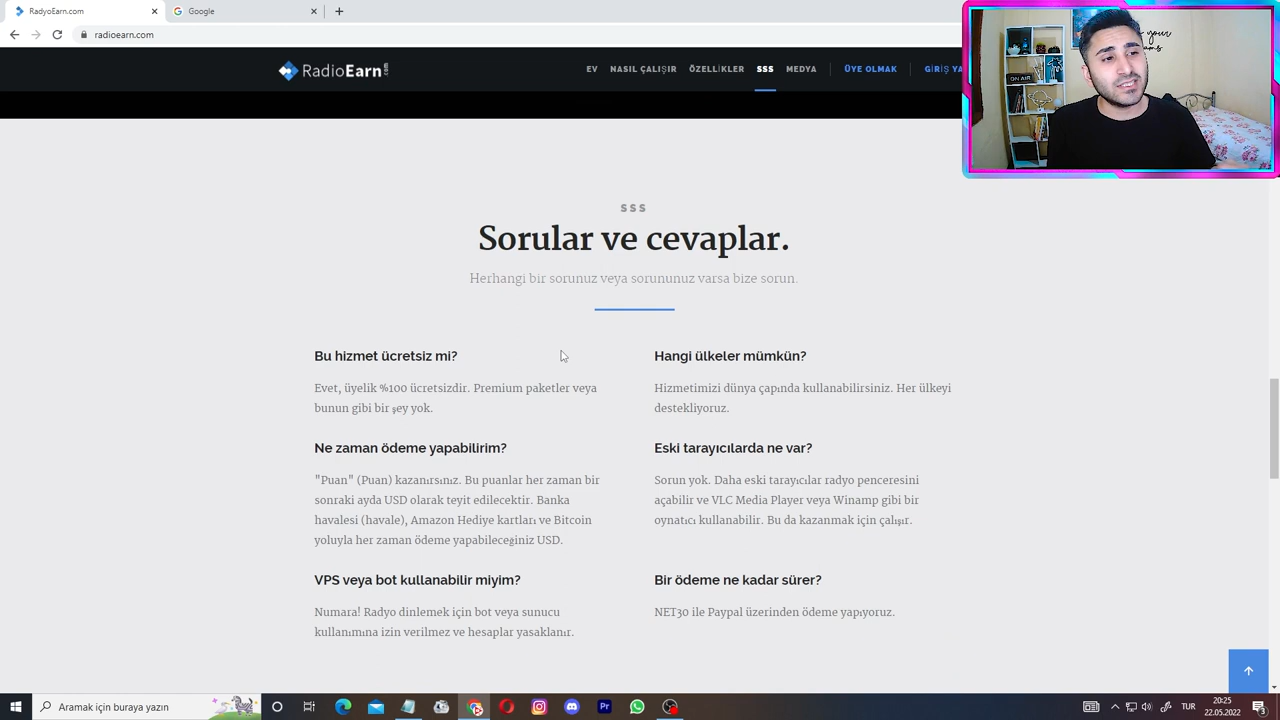 RadyoEarn.com
Google
radioearn.com
RadioEarn.com
EV NASIL ÇALIŞIR ÖZELLİKLER SSS MEDYA ÜYE OLMAK GİRİŞ YA
ON AIR
your
SSS
Sorular ve cevaplar.
Herhangi bir sorunuz veya sorununuz varsa bize sorun.
Bu hizmet ücretsiz mi?
Evet, üyelik %100 ücretsizdir. Premium paketler veya
bunun gibi bir şey yok.
Hangi ülkeler mümkün?
Hizmetimizi dünya çapında kullanabilirsiniz. Her ülkeyi
destekliyoruz.
Ne zaman ödeme yapabilirim?
"Puan" (Puan) kazanırsınız. Bu puanlar her zaman bir
sonraki ayda USD olarak teyit edilecektir. Banka
havalesi (havale), Amazon Hediye kartları ve Bitcoin
yoluyla her zaman ödeme yapabileceğiniz USD.
Eski tarayıcılarda ne var?
Sorun yok. Daha eski tarayıcılar radyo penceresini
açabilir ve VLC Media Player veya Winamp gibi bir
oynatıcı kullanabilir. Bu da kazanmak için çalışır.
VPS veya bot kullanabilir miyim?
Numara! Radyo dinlemek için bot veya sunucu
kullanımına izin verilmez ve hesaplar yasaklanır.
Bir ödeme ne kadar sürer?
NET30 ile Paypal üzerinden ödeme yapıyoruz.
Aramak için buraya yazın
Pr
TUR
20:25
22.05.2022
3